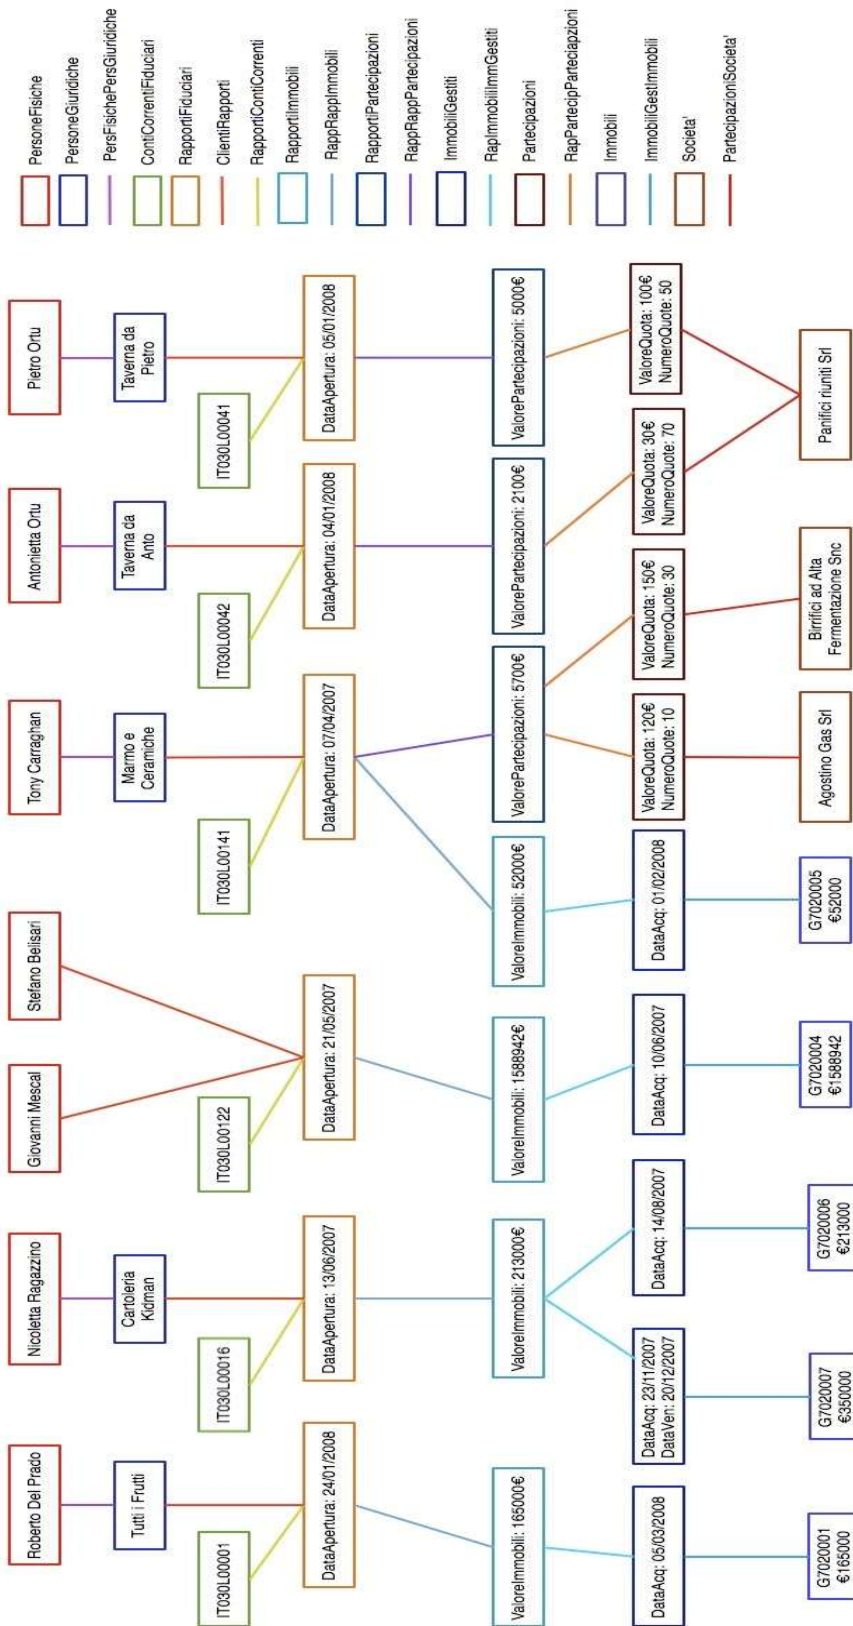 Roberto Del Prado
Nicoletta Ragazzino
Giovanni Mescal
Stefano Belisari
Tony Carraghan
Antonietta Ortu
Pietro Ortu
Tutti i Frutti
Cartoleria
Kidman
Marmo e
Ceramiche
Taverna da
Anto
Taverna da
Pietro
IT030L00001
IT030L00016
IT030L00122
IT030L00141
IT030L00042
IT030L00041
DataApertura: 24/01/2008
DataApertura: 13/06/2007
DataApertura: 21/05/2007
DataApertura: 07/04/2007
DataApertura: 04/01/2008
DataApertura: 05/01/2008
ValoreImmobili: 165000€
ValoreImmobili: 213000€
ValoreImmobili: 1588942€
ValoreImmobili: 52000€
ValorePartecipazioni: 5700€
ValorePartecipazioni: 2100€
ValorePartecipazioni: 5000€
DataAcq: 05/03/2008
DataAcq: 23/11/2007
DataVen: 20/12/2007
DataAcq: 14/08/2007
DataAcq: 10/06/2007
DataAcq: 01/02/2008
ValoreQuota: 120€
NumeroQuote: 10
ValoreQuota: 150€
NumeroQuote: 30
ValoreQuota: 30€
NumeroQuote: 70
ValoreQuota: 100€
NumeroQuote: 50
G7020001
€165000
G7020007
€350000
G7020006
€213000
G7020004
€1588942
G7020005
€52000
Agostino Gas Srl
Birrifici ad Alta
Fermentazione Snc
Panifici riuniti Srl
PersoneFisiche
PersoneGiuridiche
PersFisichePersGiuridiche
ContiCorrentiFiduciari
RapportiFiduciari
ClientiRapporti
RapportiContiCorrenti
RapportiImmobili
RappRappImmobili
RapportiPartecipazioni
RappRappPartecipazioni
ImmobiliGestiti
RapImmobiliImmGestiti
Partecipazioni
RapPartecipParteciapzioni
Immobili
ImmobiliGestImmobili
Societa'
PartecipazioniSocieta'